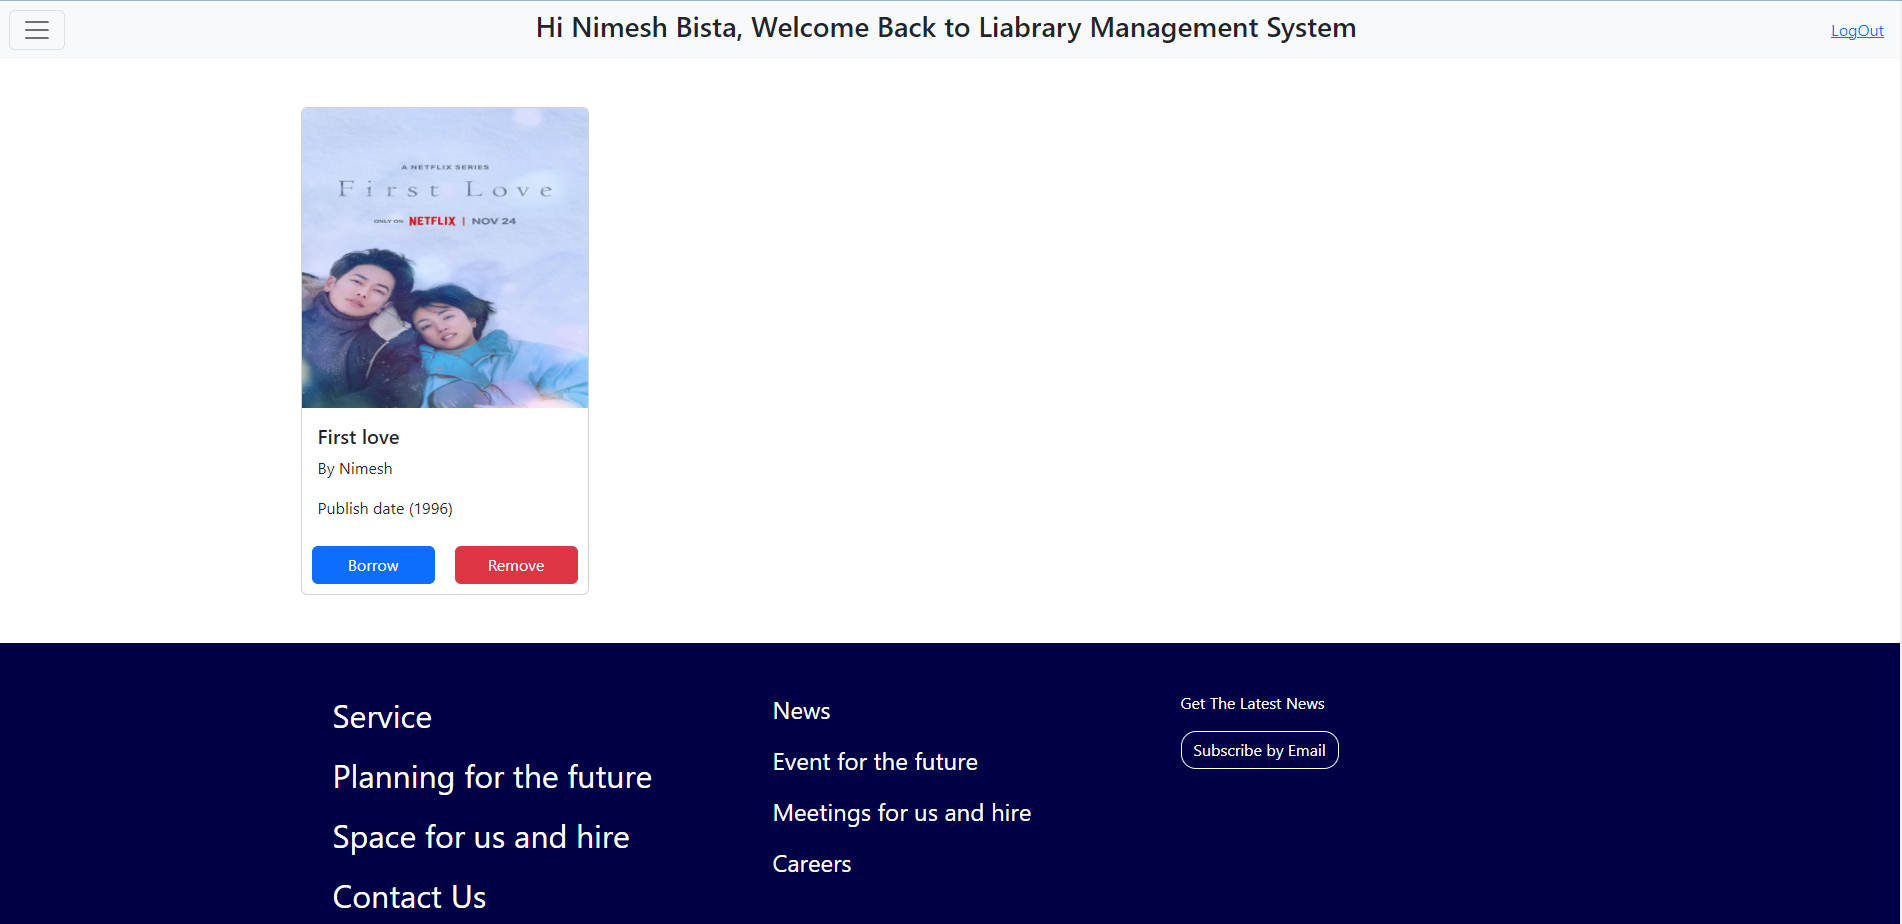 Hi Nimesh Bista, Welcome Back to Liabrary Management System
LogOut
A NETFLIX SERIES
First Love
ONLY ON NETFLIX | NOV 24
First love
By Nimesh
Publish date (1996)
Borrow
Remove
Service
Planning for the future
Space for us and hire
Contact Us
News
Event for the future
Meetings for us and hire
Careers
Get The Latest News
Subscribe by Email